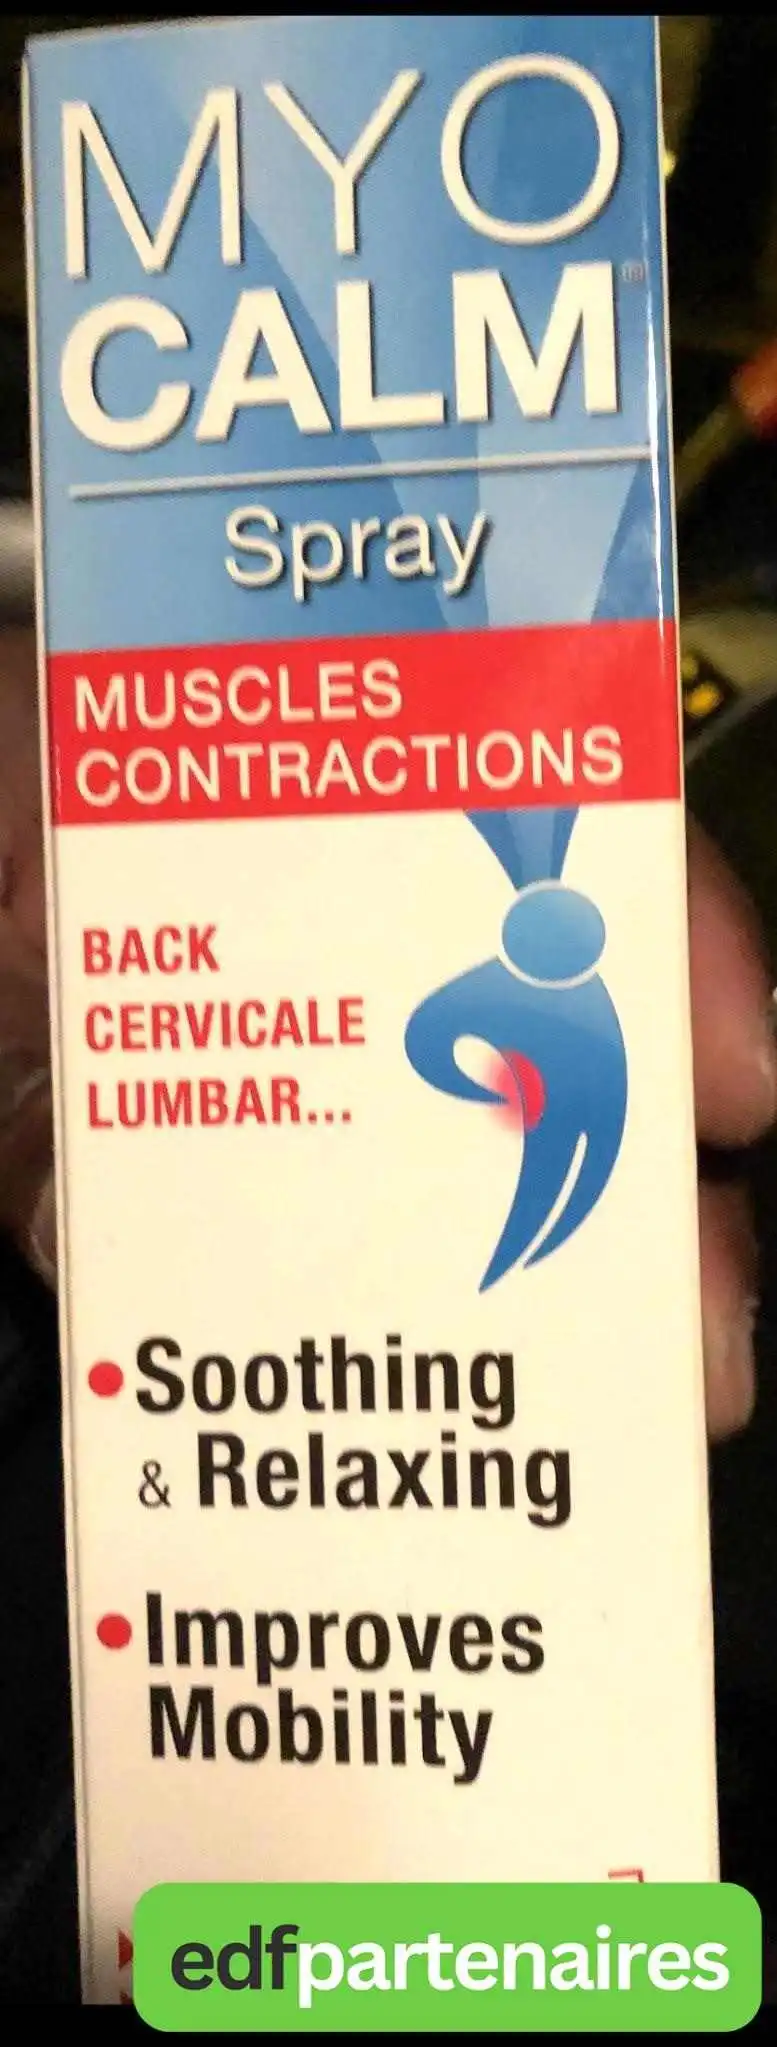 MYO
CALM
Spray
MUSCLES
CONTRACTIONS
BACK
CERVICALE
LUMBAR...
•Soothing
& Relaxing
•Improves
Mobility
edfpartenaires